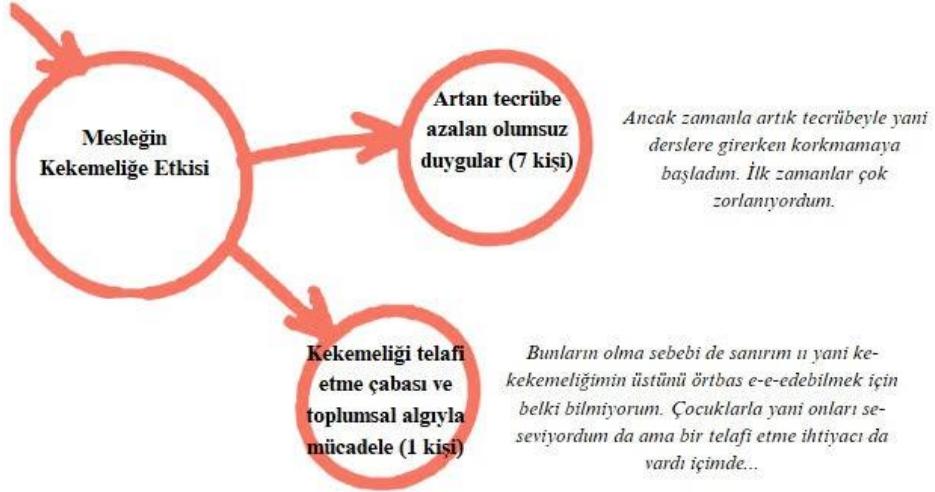 Mesleğin
Kekemeliğe Etkisi
Artan tecrübe
azalan olumsuz
duygular (7 kişi)
Ancak zamanla artık tecrübeyle yani
derslere girerken korkmamaya
başladım. İlk zamanlar çok
zorlanıyordum.
Kekemeliği telafi
etme çabası ve
toplumsal algıyla
mücadele (1 kişi)
Bunların olma sebebi de sanırım ıı yani ke-
kekemeliğimin üstünü örtbas e-e-edebilmek için
belki bilmiyorum. Çocuklarla yani onları se-
seviyordum da ama bir telafi etme ihtiyacı da
vardı içimde...